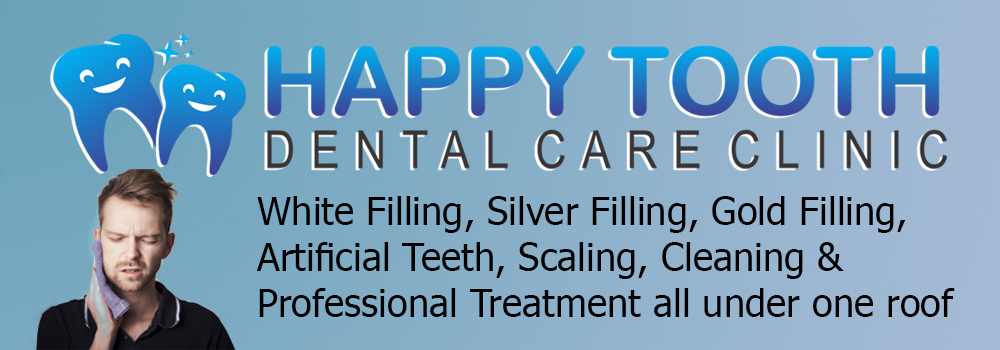 HAPPY TOOTH
DENTAL CARE CLINIC
White Filling, Silver Filling, Gold Filling,
Artificial Teeth, Scaling, Cleaning &
Professional Treatment all under one roof